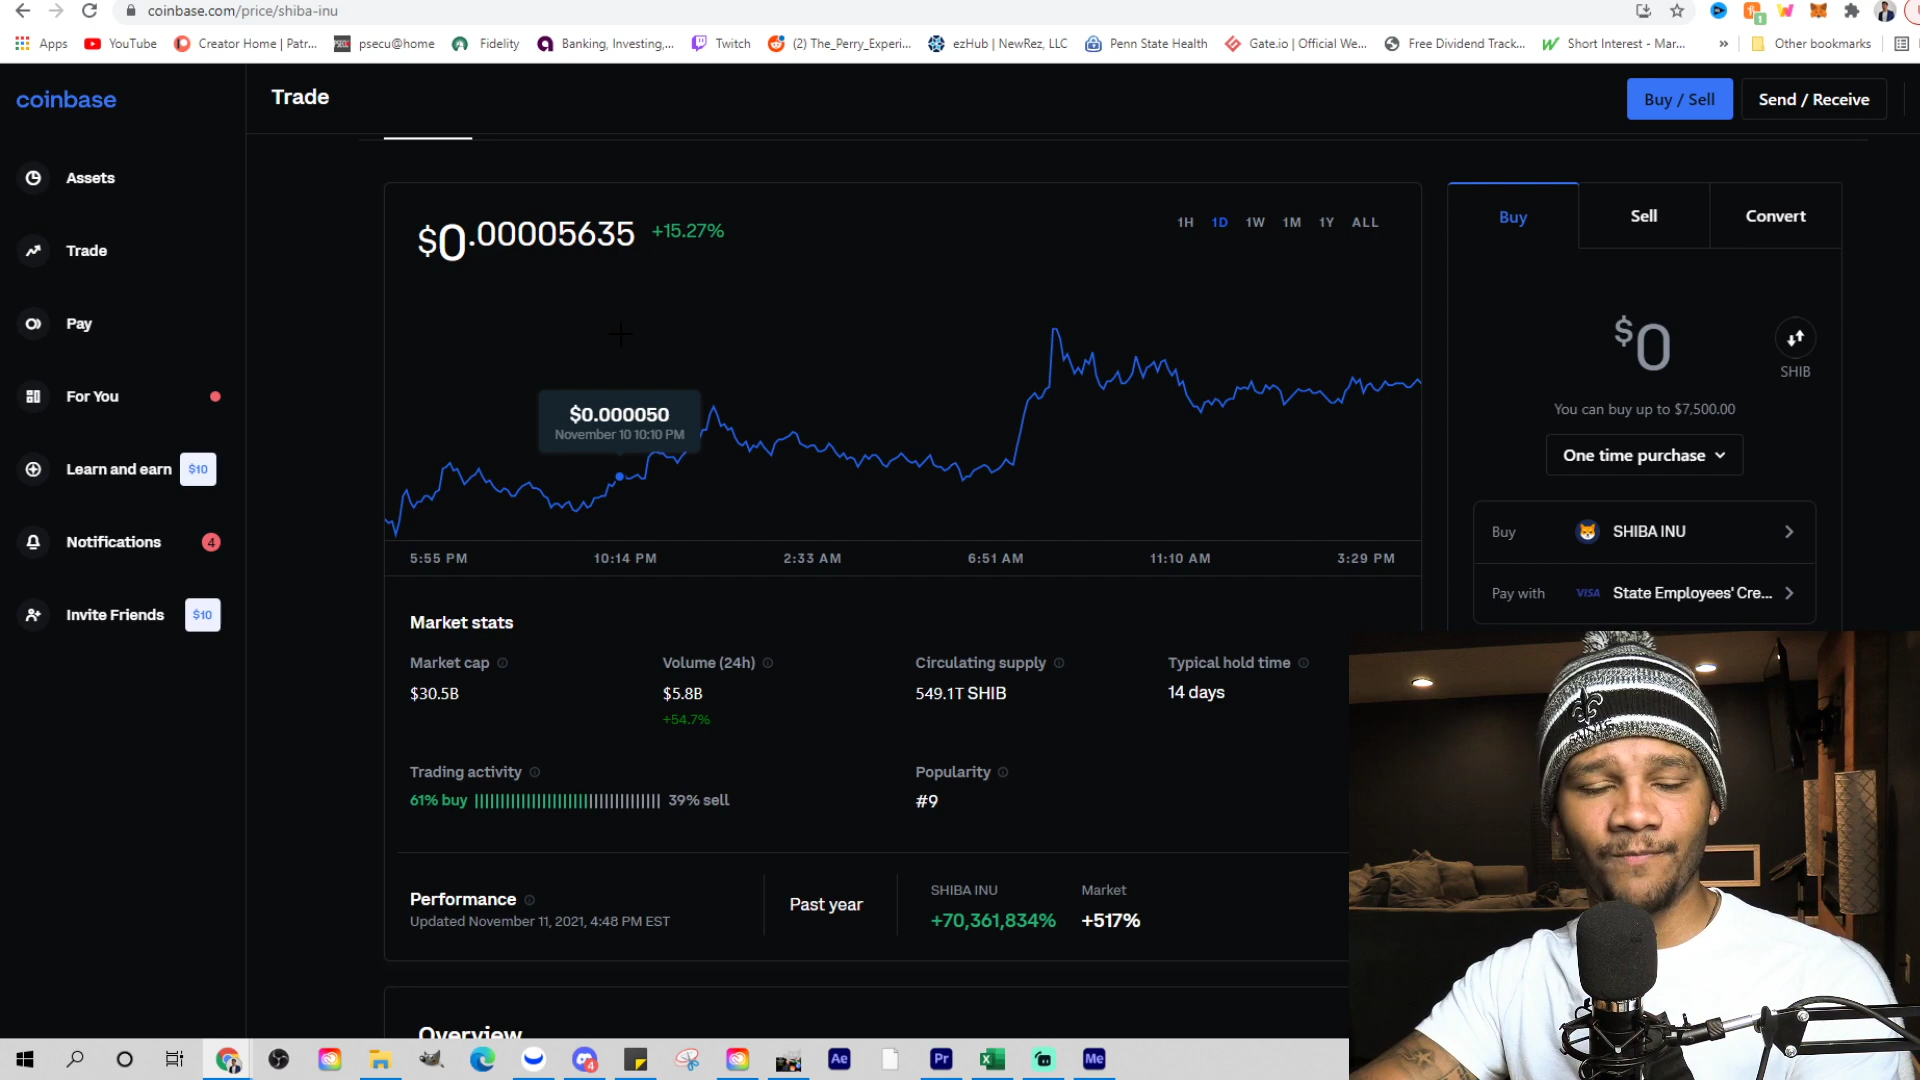 coinbase.com/price/shiba-inu
Apps YouTube Creator Home | Patr... psecu@home Fidelity Banking, Investing,... Twitch (2) The_Perry_Experi... ezHub | NewRez, LLC Penn State Health Gate.io | Official We... Free Dividend Track... Short Interest - Mar... » Other bookmarks
coinbase
Trade
Buy / Sell
Send / Receive
Assets
Trade
Pay
For You
Learn and earn $10
Notifications 4
Invite Friends $10
$0.00005635 +15.27%
1H 1D 1W 1M 1Y ALL
$0.000050
November 10 10:10 PM
5:55 PM 10:14 PM 2:33 AM 6:51 AM 11:10 AM 3:29 PM
Market stats
Market cap Volume (24h) Circulating supply Typical hold time
$30.5B $5.8B 549.1T SHIB 14 days
+54.7%
Trading activity Popularity
61% buy 39% sell #9
Performance Past year SHIBA INU Market
Updated November 11, 2021, 4:48 PM EST +70,361,834% +517%
Overview
Buy Sell Convert
$0
SHIB
You can buy up to $7,500.00
One time purchase
Buy SHIBA INU
Pay with VISA State Employees' Cre...
Ae Pr Me